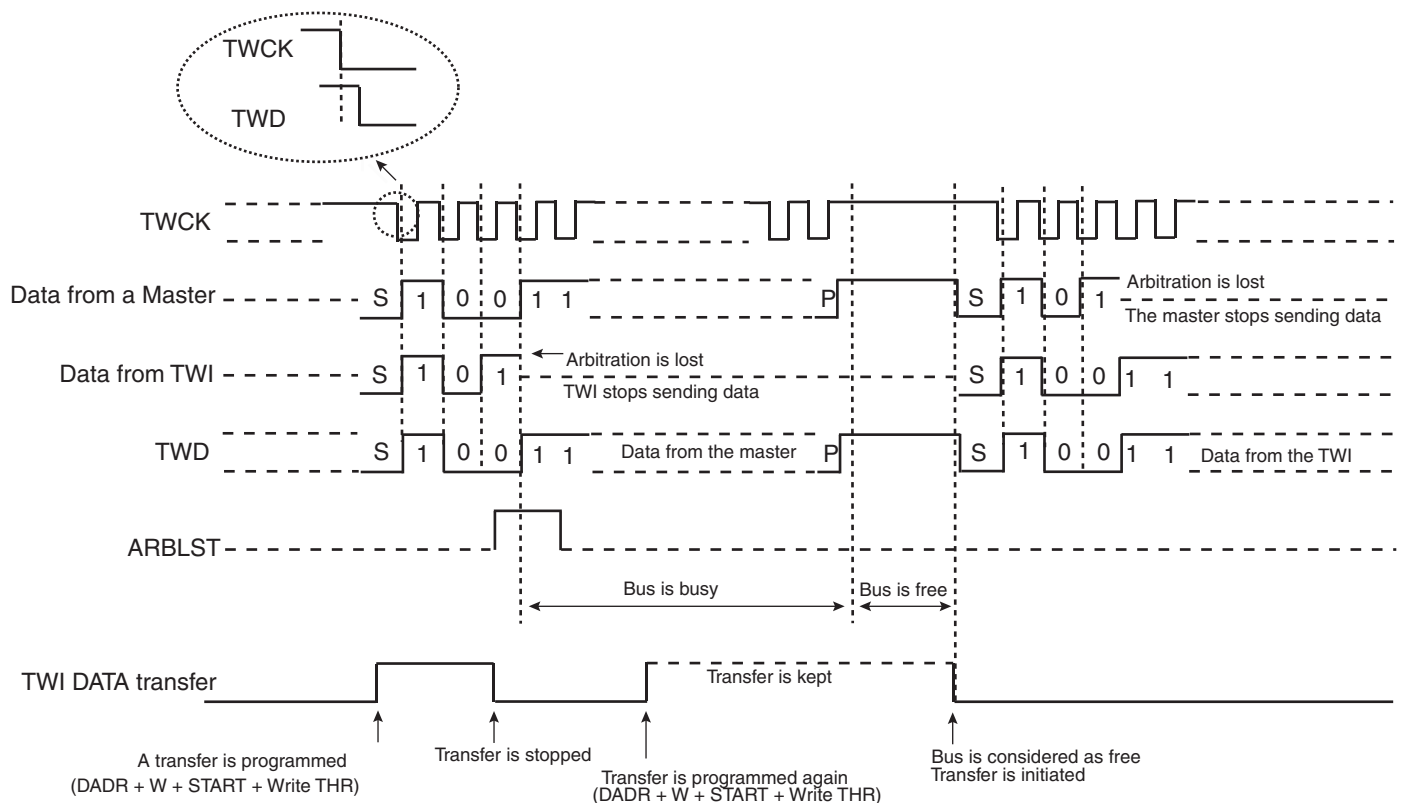 TWCK
TWD
TWCK
Data from a Master S 1 0 0 1 1 P S 1 0 1 Arbitration is lost
The master stops sending data
Data from TWI S 1 0 1 Arbitration is lost S 1 0 0 1 1
TWI stops sending data
TWD S 1 0 0 1 1 Data from the master P S 1 0 0 1 1 Data from the TWI
ARBLST
Bus is busy Bus is free
TWI DATA transfer Transfer is kept
A transfer is programmed
(DADR + W + START + Write THR)
Transfer is stopped
Transfer is programmed again
(DADR + W + START + Write THR)
Bus is considered as free
Transfer is initiated